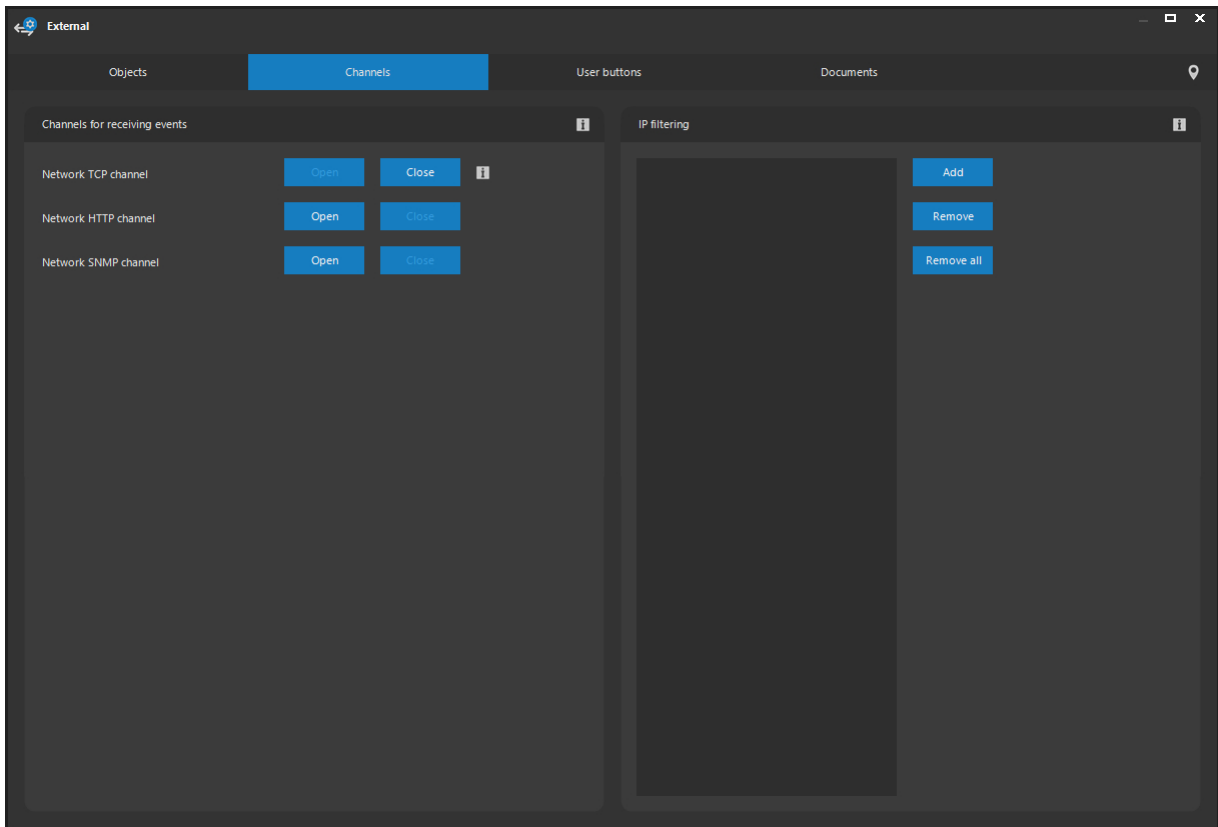 External
Objects
Channels
User buttons
Documents
Channels for receiving events
Network TCP channel
Open
Close
Network HTTP channel
Open
Close
Network SNMP channel
Open
Close
IP filtering
Add
Remove
Remove all